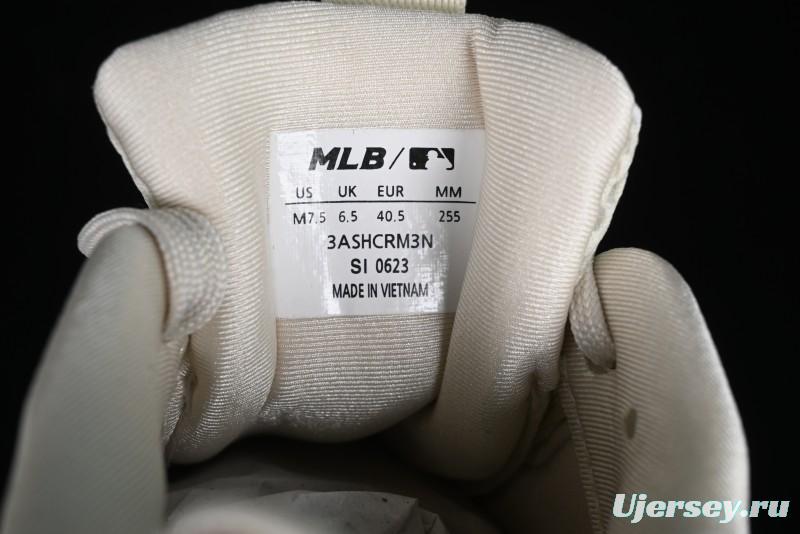 MLB /
US UK EUR MM
M7.5 6.5 40.5 255
3ASHCRM3N
SI 0623
MADE IN VIETNAM
Ujersey.ru